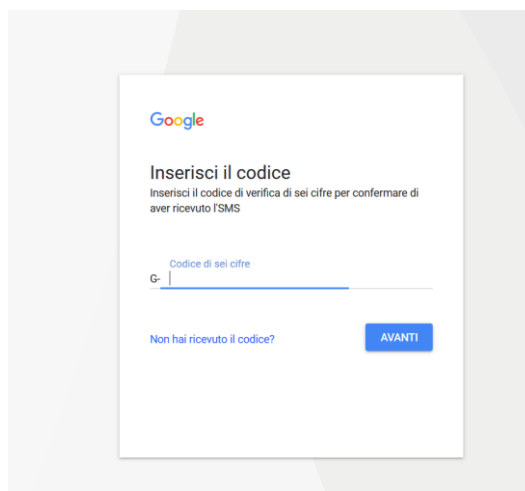 Google
Inserisci il codice
Inserisci il codice di verifica di sei cifre per confermare di
aver ricevuto l'SMS
Codice di sei cifre
G-
Non hai ricevuto il codice?
AVANTI